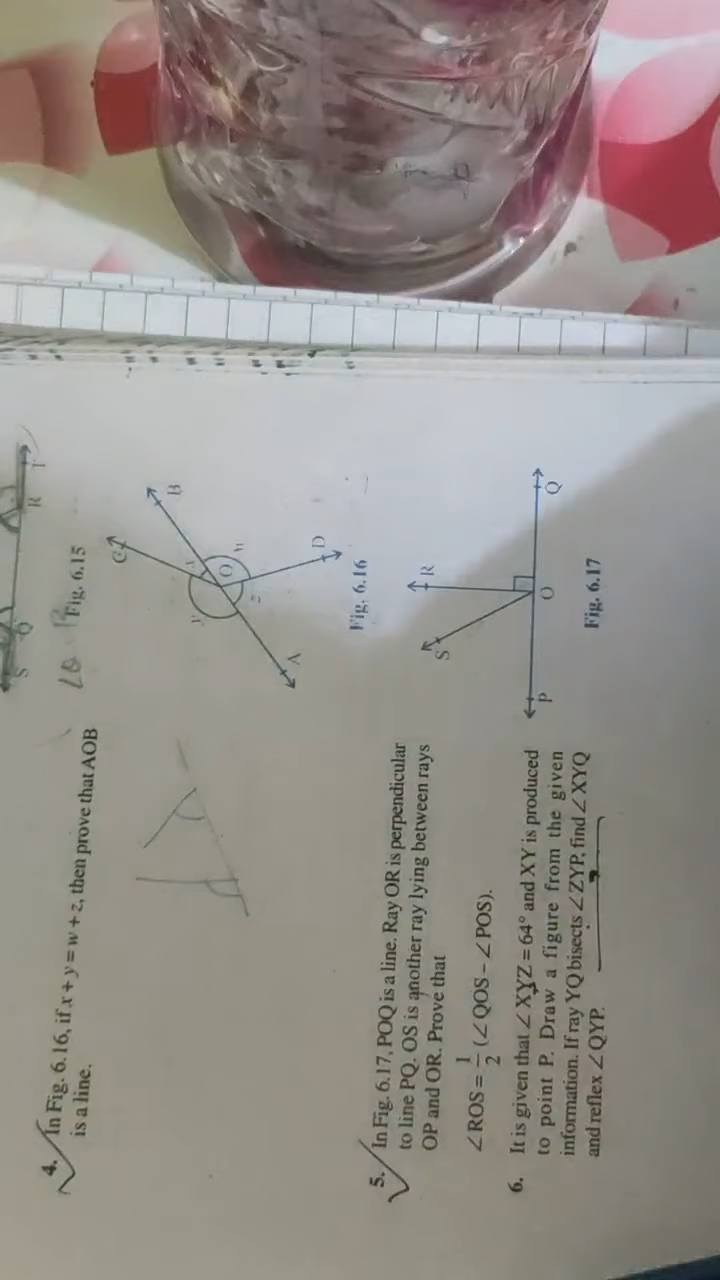 S Q R T
Fig. 6.15
4. In Fig. 6.16, if x + y = w + z, then prove that AOB
is a line.
C B
y x
O w
z
A D
Fig. 6.16
5. In Fig. 6.17, POQ is a line. Ray OR is perpendicular
to line PQ. OS is another ray lying between rays
OP and OR. Prove that
∠ROS = 1/2 (∠QOS – ∠POS).
R
S
P O Q
Fig. 6.17
6. It is given that ∠XYZ = 64° and XY is produced
to point P. Draw a figure from the given
information. If ray YQ bisects ∠ZYP, find ∠XYQ
and reflex ∠QYP.